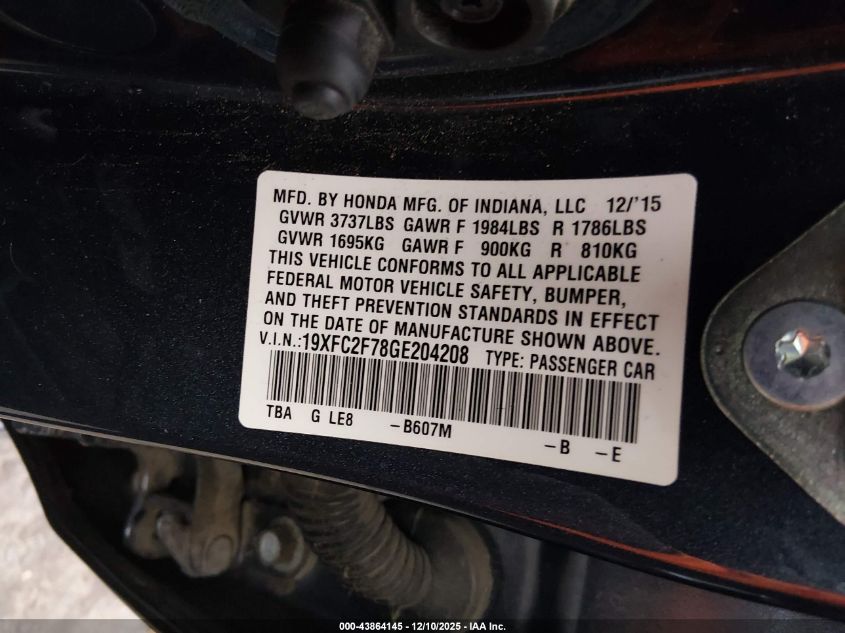 MFD. BY HONDA MFG. OF INDIANA, LLC 12/'15
GVWR 3737LBS GAWR F 1984LBS R 1786LBS
GVWR 1695KG GAWR F 900KG R 810KG
THIS VEHICLE CONFORMS TO ALL APPLICABLE
FEDERAL MOTOR VEHICLE SAFETY, BUMPER,
AND THEFT PREVENTION STANDARDS IN EFFECT
ON THE DATE OF MANUFACTURE SHOWN ABOVE.
V.I.N.:19XFC2F78GE204208 TYPE: PASSENGER CAR
TBA G LE8 -B607M -B -E
000-43864145 - 12/10/2025 - IAA Inc.